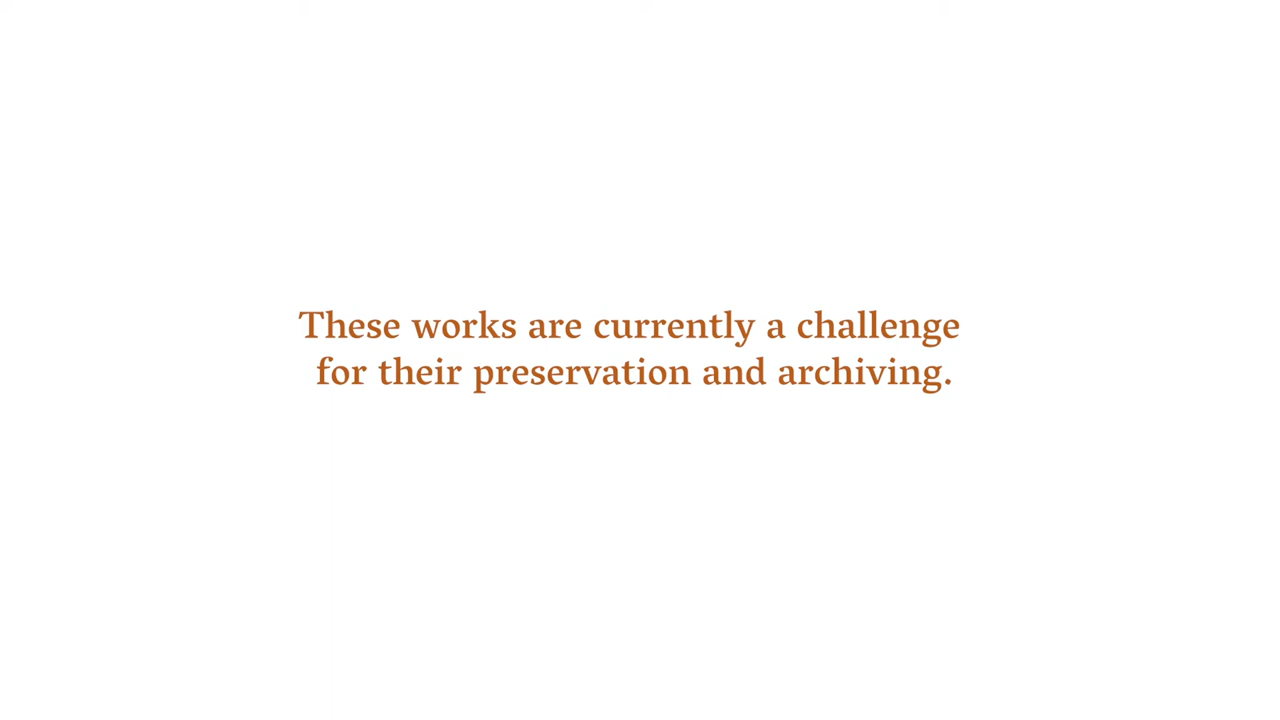 These works are currently a challenge
for their preservation and archiving.